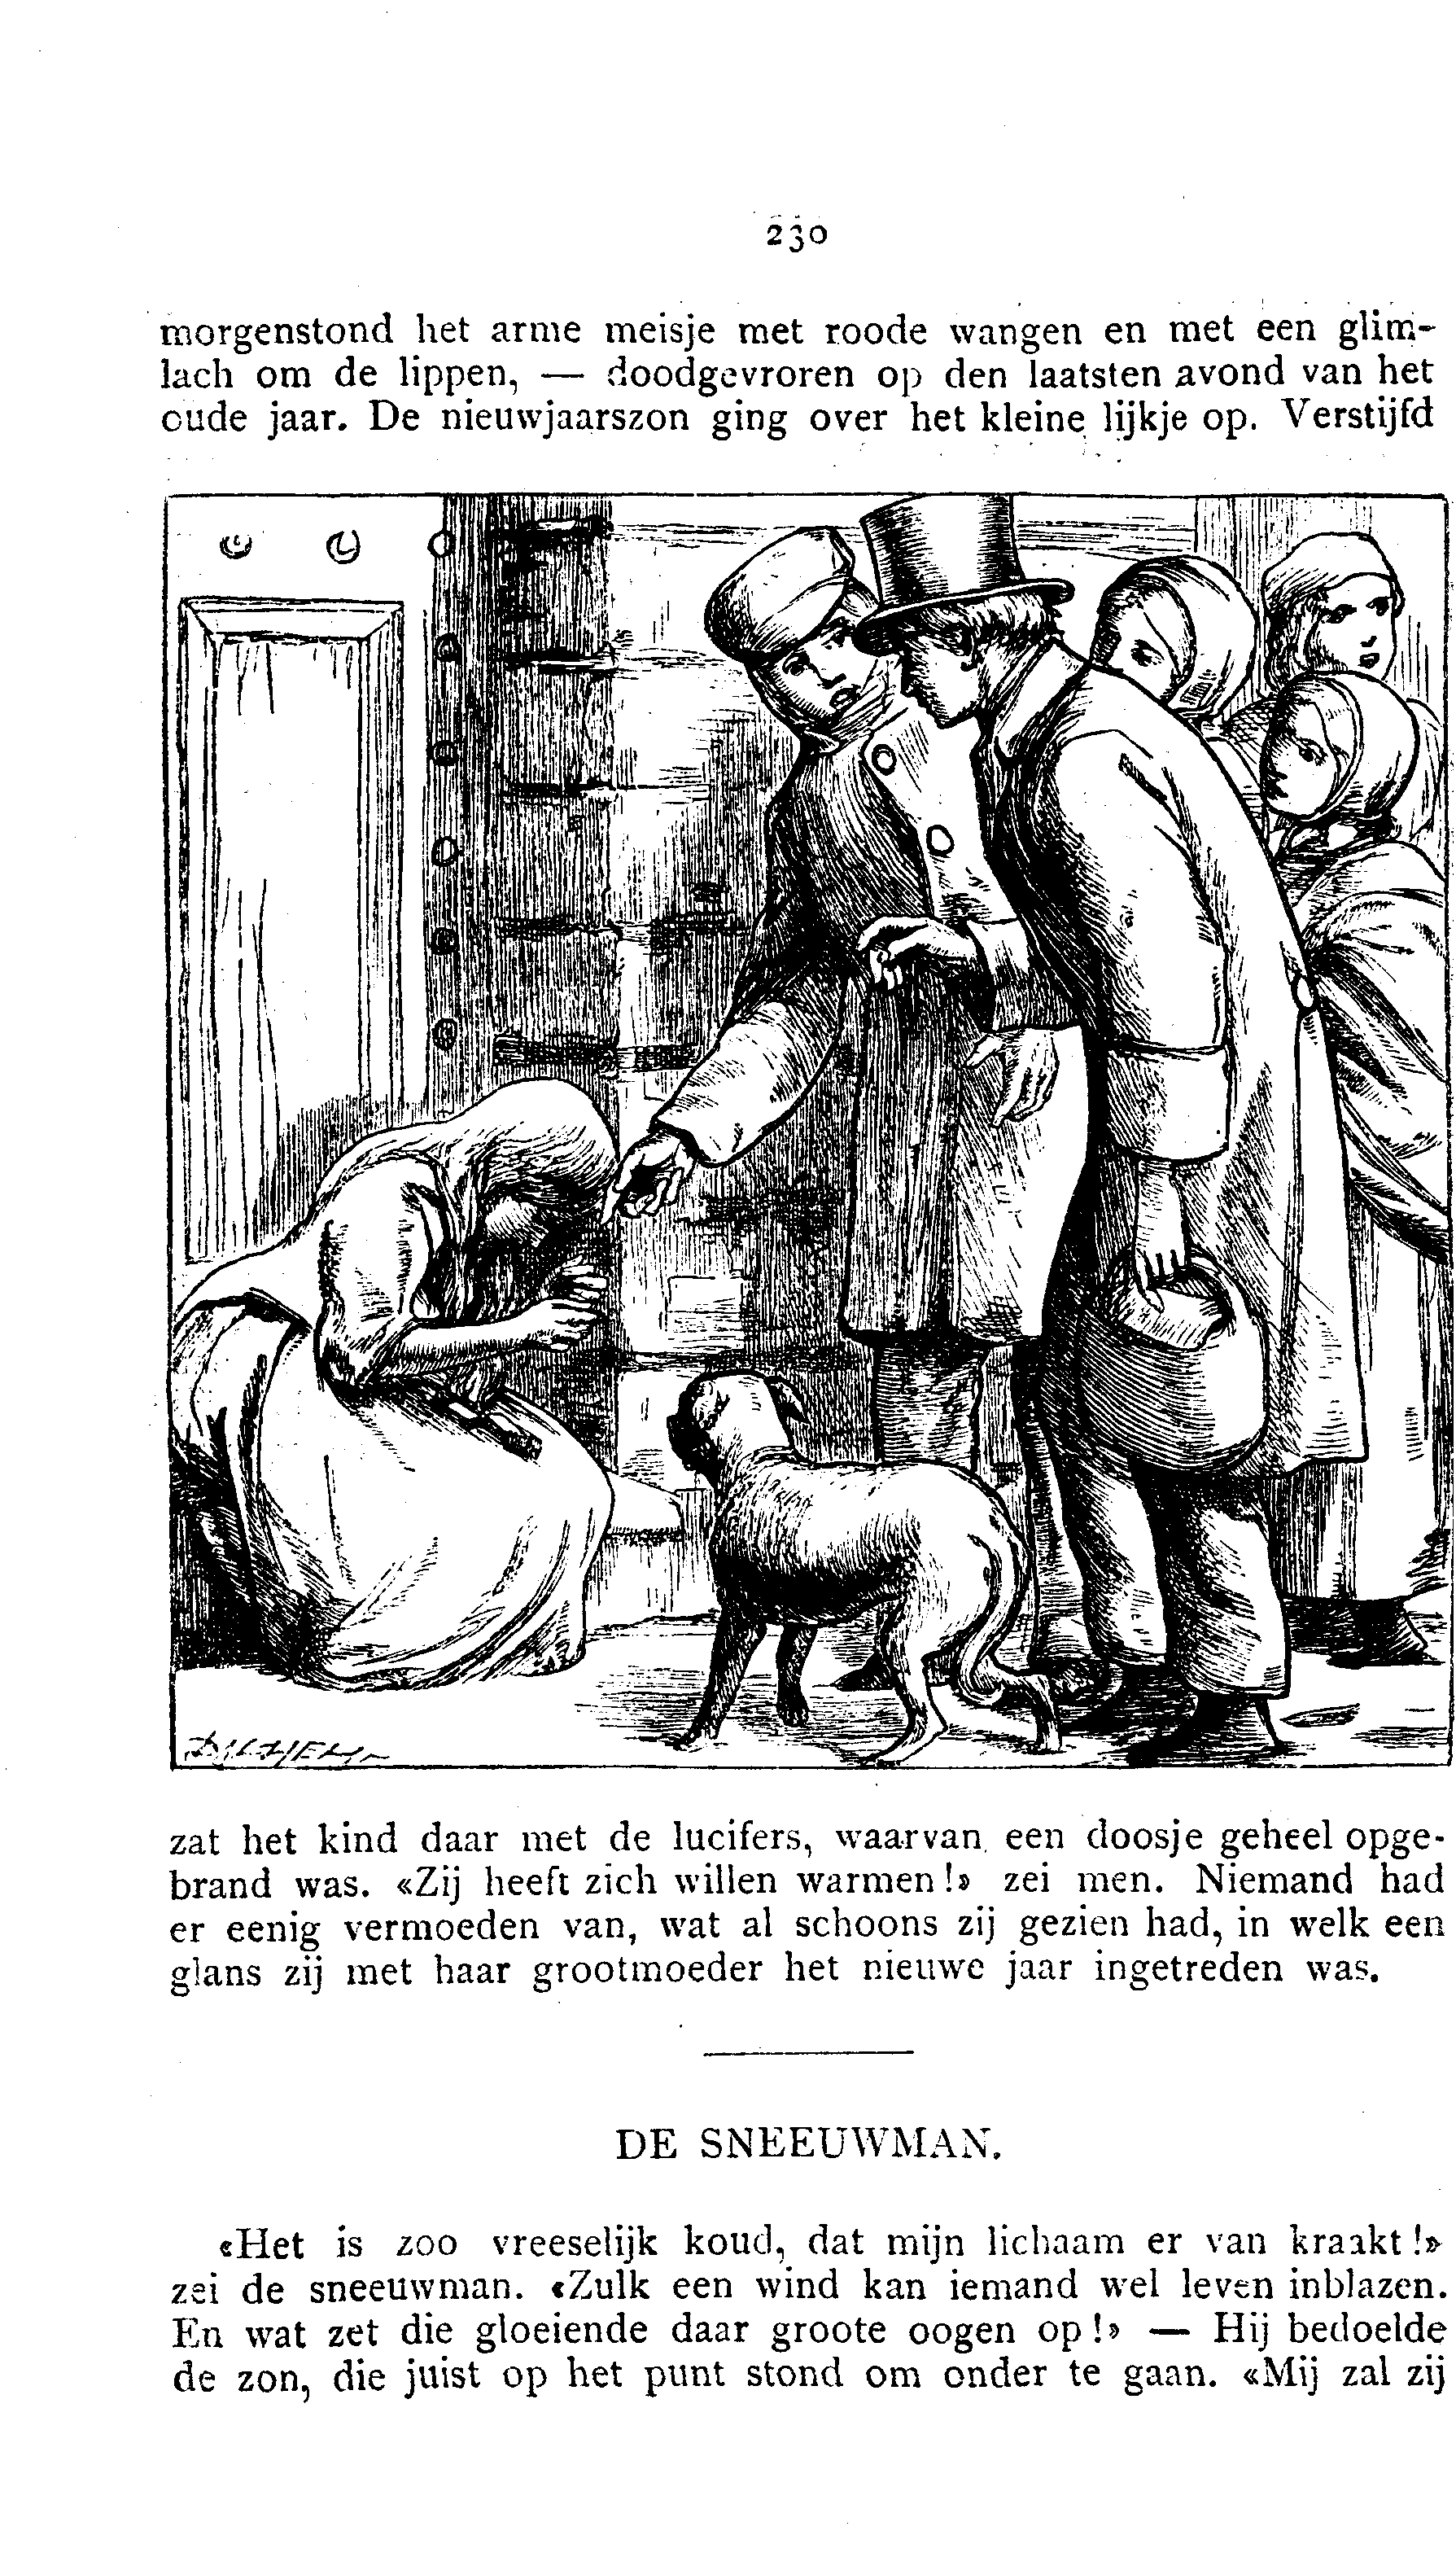 230
morgenstond het arme meisje met roode wangen en met een glim-
lach om de lippen, — doodgevroren op den laatsten avond van het
oude jaar. De nieuwjaarszon ging over het kleine lijkje op. Verstijfd
zat het kind daar met de lucifers, waarvan een doosje geheel opge-
brand was. «Zij heeft zich willen warmen!» zei men. Niemand had
er eenig vermoeden van, wat al schoons zij gezien had, in welk een
glans zij met haar grootmoeder het nieuwe jaar ingetreden was.
DE SNEEUWMAN.
«Het is zoo vreeselijk koud, dat mijn lichaam er van kraakt!»
zei de sneeuwman. «Zulk een wind kan iemand wel leven inblazen.
En wat zet die gloeiende daar groote oogen op!» — Hij bedoelde
de zon, die juist op het punt stond om onder te gaan. «Mij zal zij